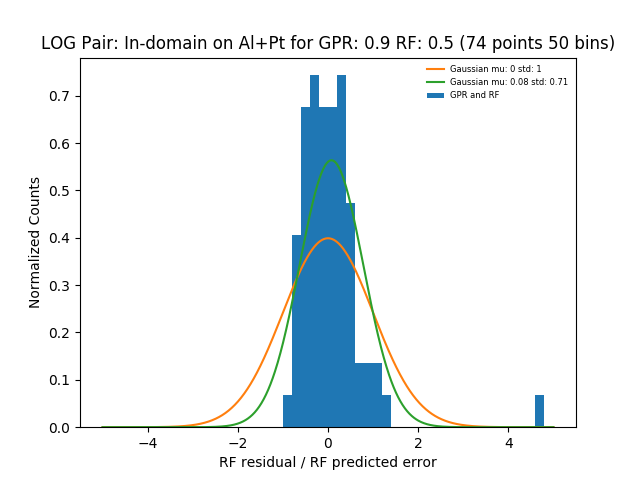 LOG Pair: In-domain on Al+Pt for GPR: 0.9 RF: 0.5 (74 points 50 bins)
Gaussian mu: 0 std: 1
Gaussian mu: 0.08 std: 0.71
GPR and RF
Normalized Counts
0.7
0.6
0.5
0.4
0.3
0.2
0.1
0.0
−4
−2
0
2
4
RF residual / RF predicted error